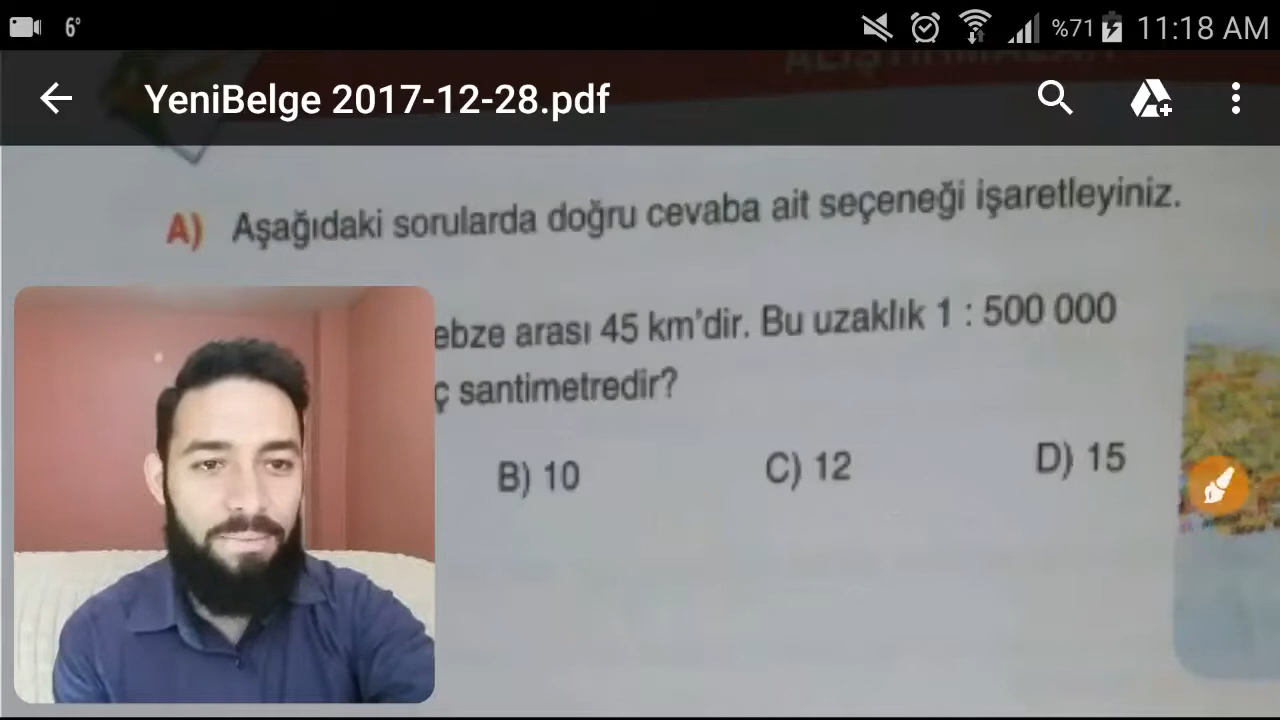 6°
%71 11:18 AM
YeniBelge 2017-12-28.pdf
ALIŞTIRMALAR
A) Aşağıdaki sorularda doğru cevaba ait seçeneği işaretleyiniz.
ebze arası 45 km'dir. Bu uzaklık 1 : 500 000
ç santimetredir?
B) 10 C) 12 D) 15